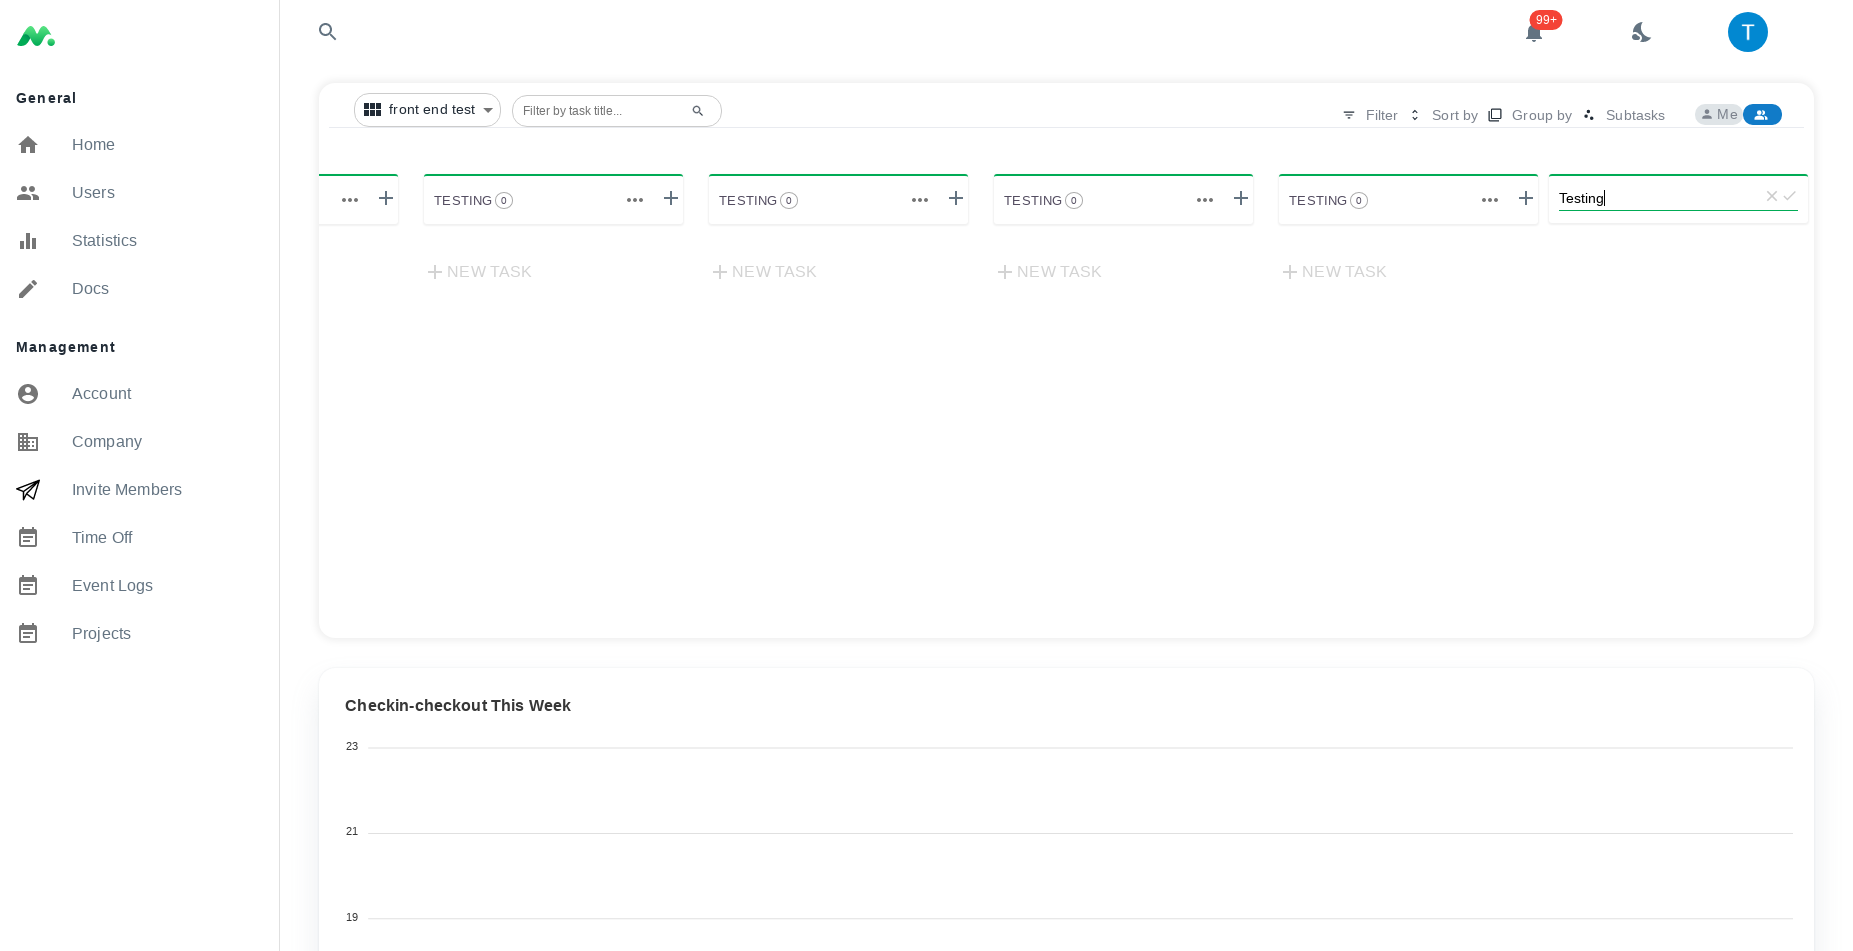 99+
T
General
Home
Users
Statistics
Docs
Management
Account
Company
Invite Members
Time Off
Event Logs
Projects
front end test
Filter by task title...
Filter
Sort by
Group by
Subtasks
Me
TESTING 0
TESTING 0
TESTING 0
TESTING 0
Testing
NEW TASK
NEW TASK
NEW TASK
NEW TASK
Checkin-checkout This Week
23
21
19